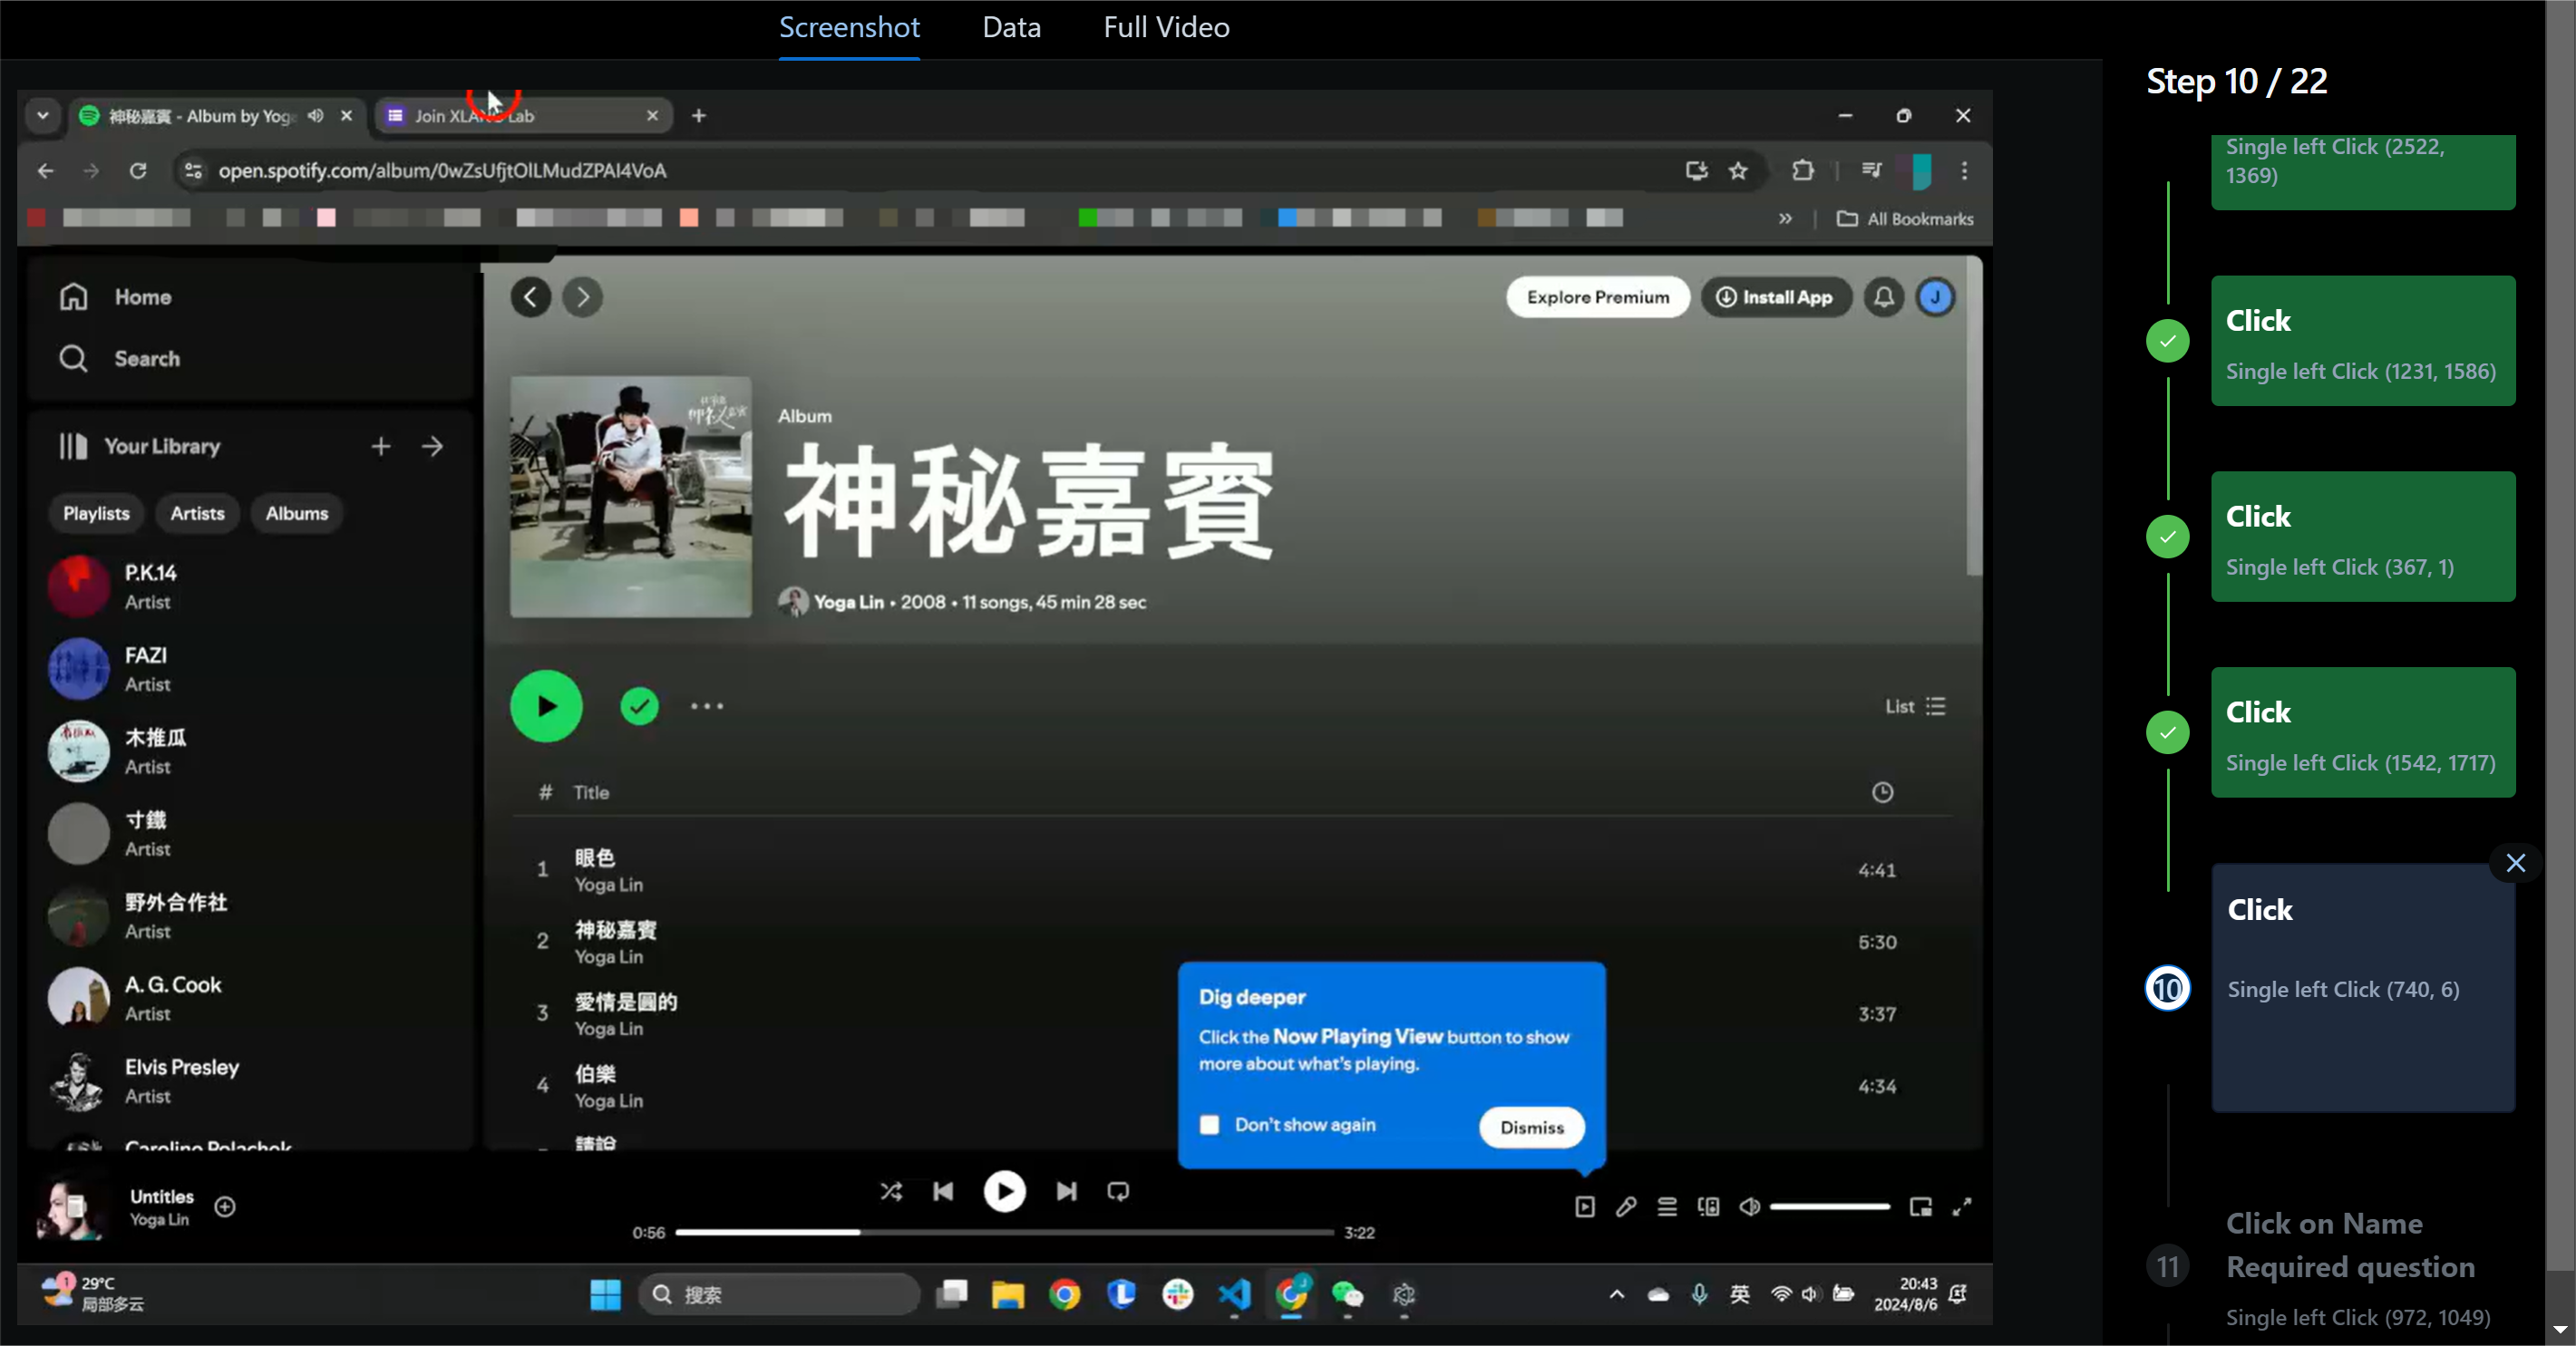 Screenshot
Data
Full Video
神秘嘉賓 - Album by Yoga
Join XLANG Lab
open.spotify.com/album/0wZsUfjtOlLMudZPAI4VoA
All Bookmarks
Home
Search
Your Library
Playlists
Artists
Albums
P.K.14
Artist
FAZI
Artist
木推瓜
Artist
寸鐵
Artist
野外合作社
Artist
A. G. Cook
Artist
Elvis Presley
Artist
Caroline Polachek
Explore Premium
Install App
J
Album
神秘嘉賓
Yoga Lin • 2008 • 11 songs, 45 min 28 sec
List
# Title
1 眼色 4:41
Yoga Lin
2 神秘嘉賓 5:30
Yoga Lin
3 愛情是圓的 3:37
Yoga Lin
4 伯樂 4:34
Yoga Lin
請說
Dig deeper
Click the Now Playing View button to show
more about what's playing.
Don't show again
Dismiss
Untitles
Yoga Lin
0:56
3:22
1
29°C
局部多云
搜索
英
20:43
2024/8/6
Step 10 / 22
Single left Click (2522,
1369)
Click
Single left Click (1231, 1586)
Click
Single left Click (367, 1)
Click
Single left Click (1542, 1717)
Click
10
Single left Click (740, 6)
Click on Name
11
Required question
Single left Click (972, 1049)